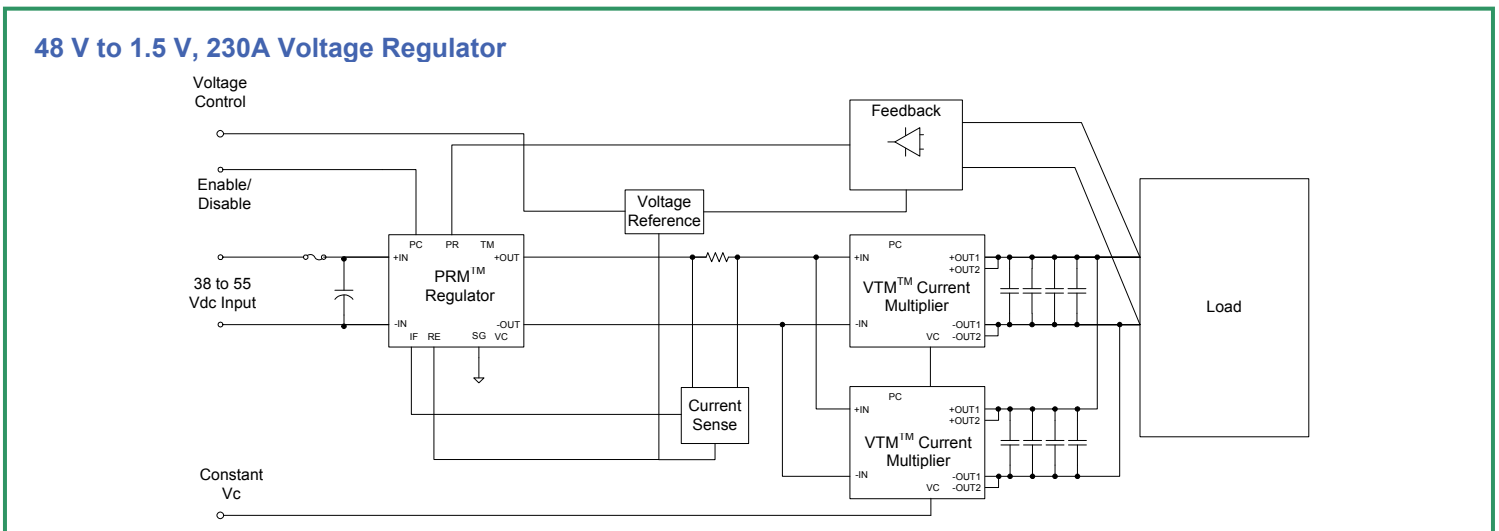 48 V to 1.5 V, 230A Voltage Regulator
Voltage
Control
Enable/
Disable
38 to 55
Vdc Input
Constant
Vc
PC PR TM
+IN
+OUT
PRM™
Regulator
-IN
-OUT
IF RE SG VC
Voltage
Reference
Feedback
Current
Sense
PC
+IN
+OUT1
+OUT2
VTM™ Current
Multiplier
-IN
-OUT1
VC -OUT2
PC
+IN
+OUT1
+OUT2
VTM™ Current
Multiplier
-IN
-OUT1
VC -OUT2
Load